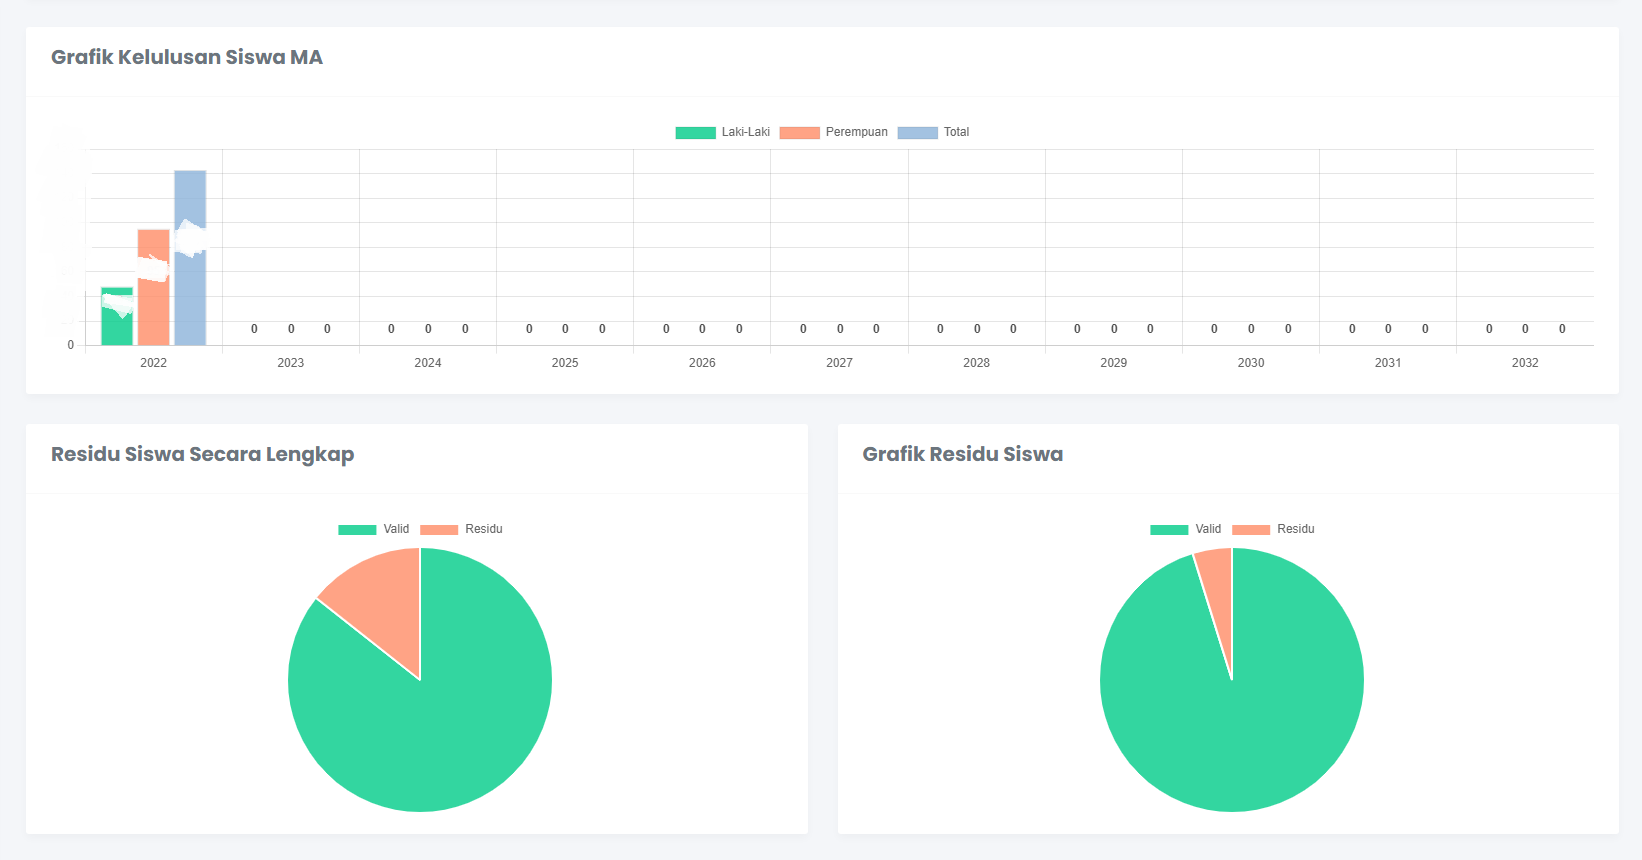 Grafik Kelulusan Siswa MA
Laki-Laki Perempuan Total
0 0 0 0 0 0 0 0 0 0 0 0 0 0 0 0 0 0 0 0 0 0 0 0 0 0 0 0 0 0
0
2022 2023 2024 2025 2026 2027 2028 2029 2030 2031 2032
Residu Siswa Secara Lengkap
Valid Residu
Grafik Residu Siswa
Valid Residu